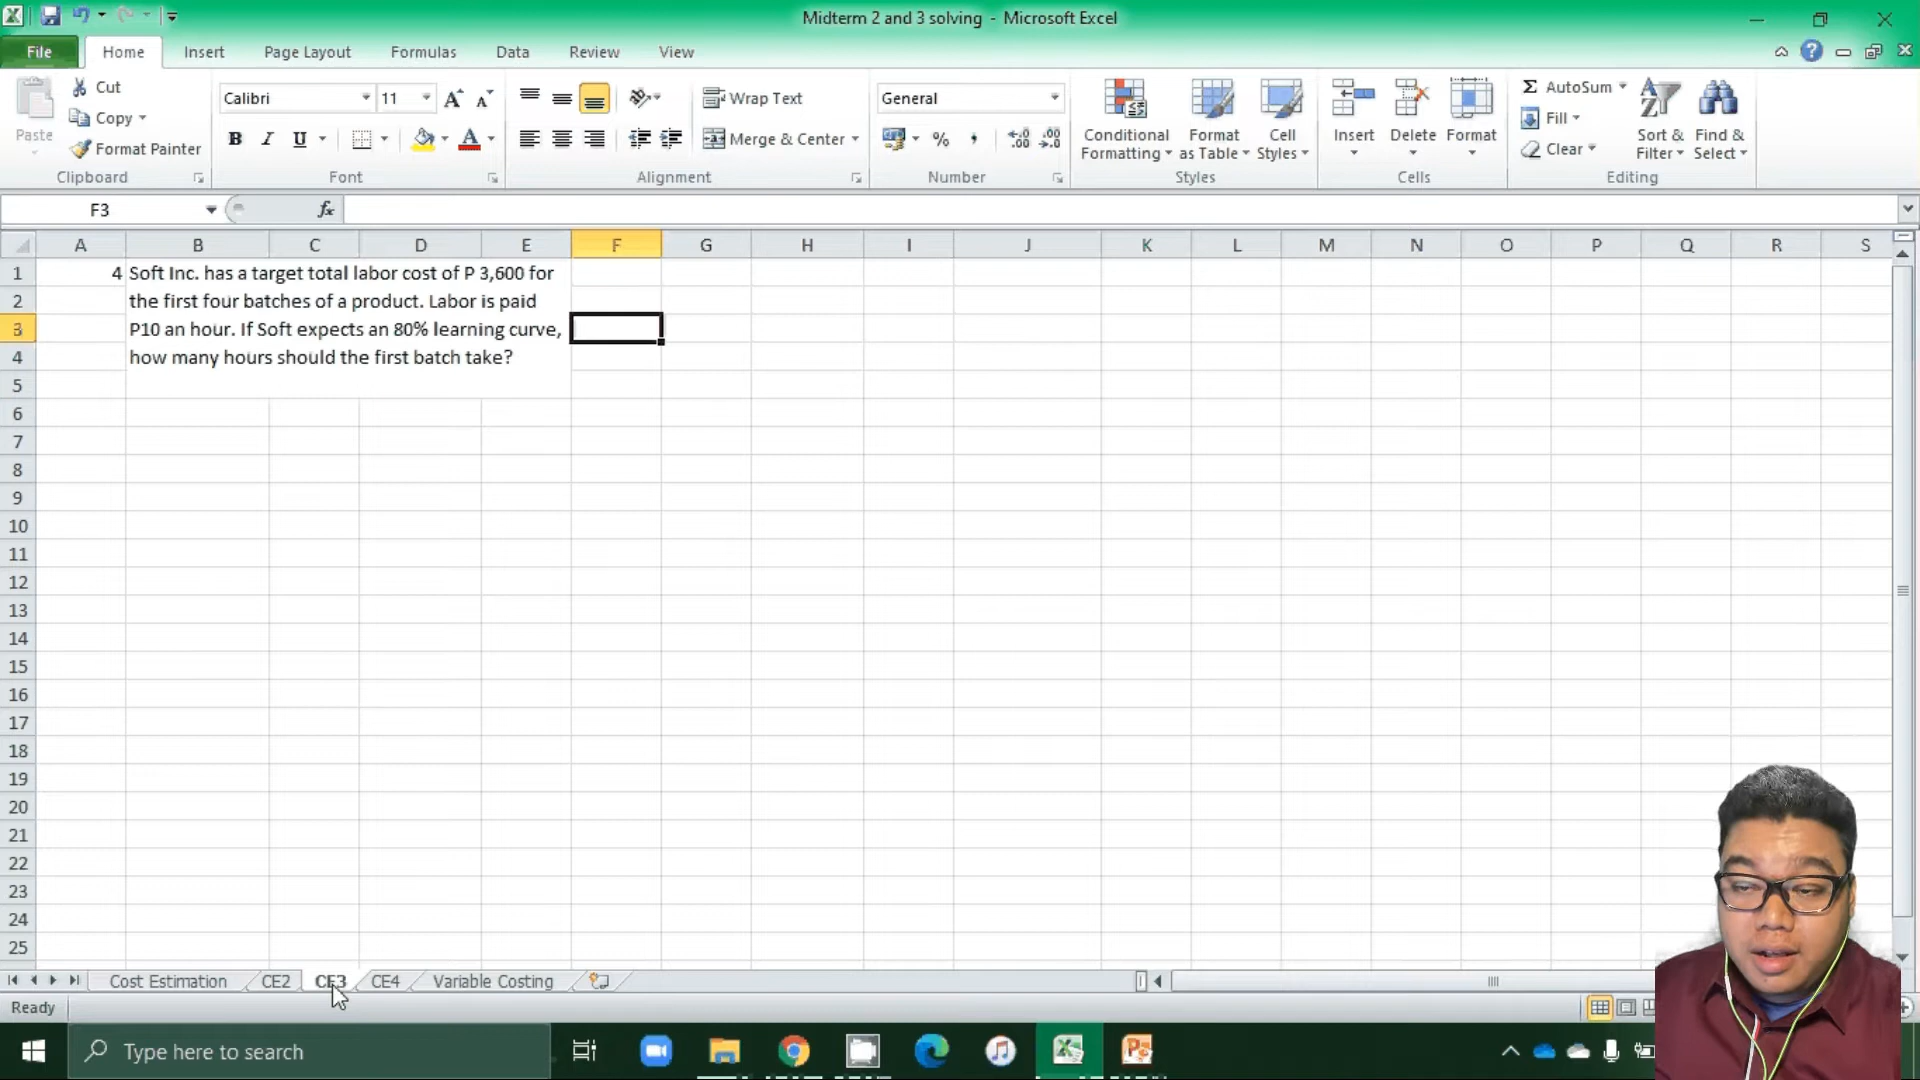 Midterm 2 and 3 solving - Microsoft Excel
File Home Insert Page Layout Formulas Data Review View
Paste
Cut
Copy
Format Painter
Clipboard
Calibri 11
B I U
Font
Wrap Text
Merge & Center
Alignment
General
%
Number
Conditional Formatting
Format as Table
Cell Styles
Styles
Insert Delete Format
Cells
AutoSum
Fill
Clear
Sort & Filter
Find & Select
Editing
F3 fx
A B C D E F G H I J K L M N O P Q R S
1 4 Soft Inc. has a target total labor cost of P 3,600 for
2 the first four batches of a product. Labor is paid
3 P10 an hour. If Soft expects an 80% learning curve,
4 how many hours should the first batch take?
5
6
7
8
9
10
11
12
13
14
15
16
17
18
19
20
21
22
23
24
25
Cost Estimation CE2 CE3 CE4 Variable Costing
Ready
Type here to search